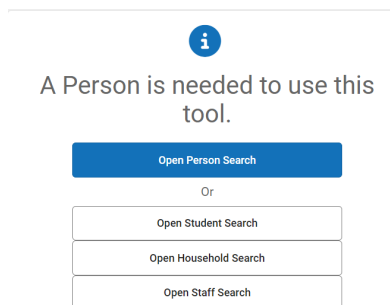 A Person is needed to use this
tool.
Open Person Search
Or
Open Student Search
Open Household Search
Open Staff Search